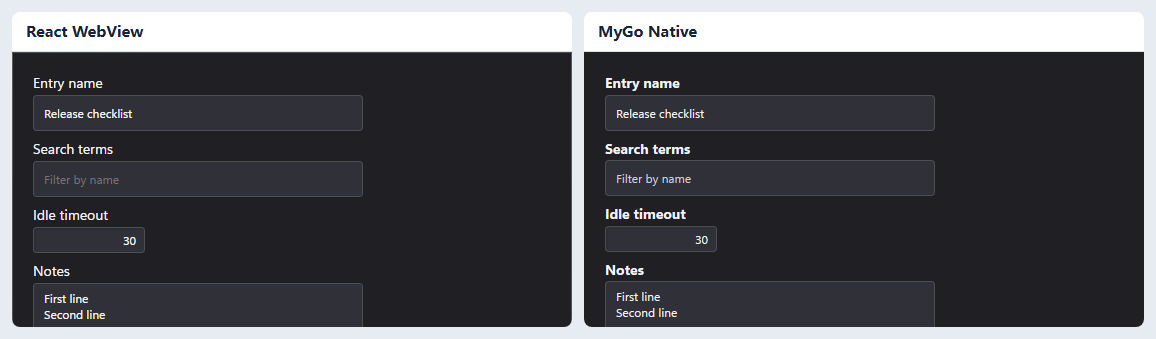 React WebView
Entry name
Release checklist
Search terms
Filter by name
Idle timeout
30
Notes
First line
Second line
MyGo Native
Entry name
Release checklist
Search terms
Filter by name
Idle timeout
30
Notes
First line
Second line